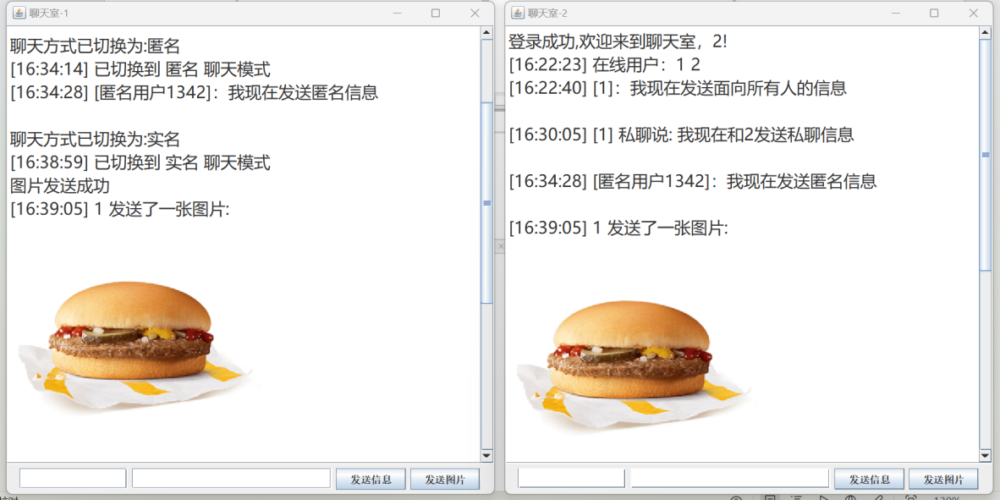 聊天室-1
聊天方式已切换为:匿名
[16:34:14] 已切换到 匿名 聊天模式
[16:34:28] [匿名用户1342]：我现在发送匿名信息
聊天方式已切换为:实名
[16:38:59] 已切换到 实名 聊天模式
图片发送成功
[16:39:05] 1 发送了一张图片:
发送信息
发送图片
聊天室-2
登录成功,欢迎来到聊天室，2!
[16:22:23] 在线用户：1 2
[16:22:40] [1]：我现在发送面向所有人的信息
[16:30:05] [1] 私聊说: 我现在和2发送私聊信息
[16:34:28] [匿名用户1342]：我现在发送匿名信息
[16:39:05] 1 发送了一张图片:
发送信息
发送图片